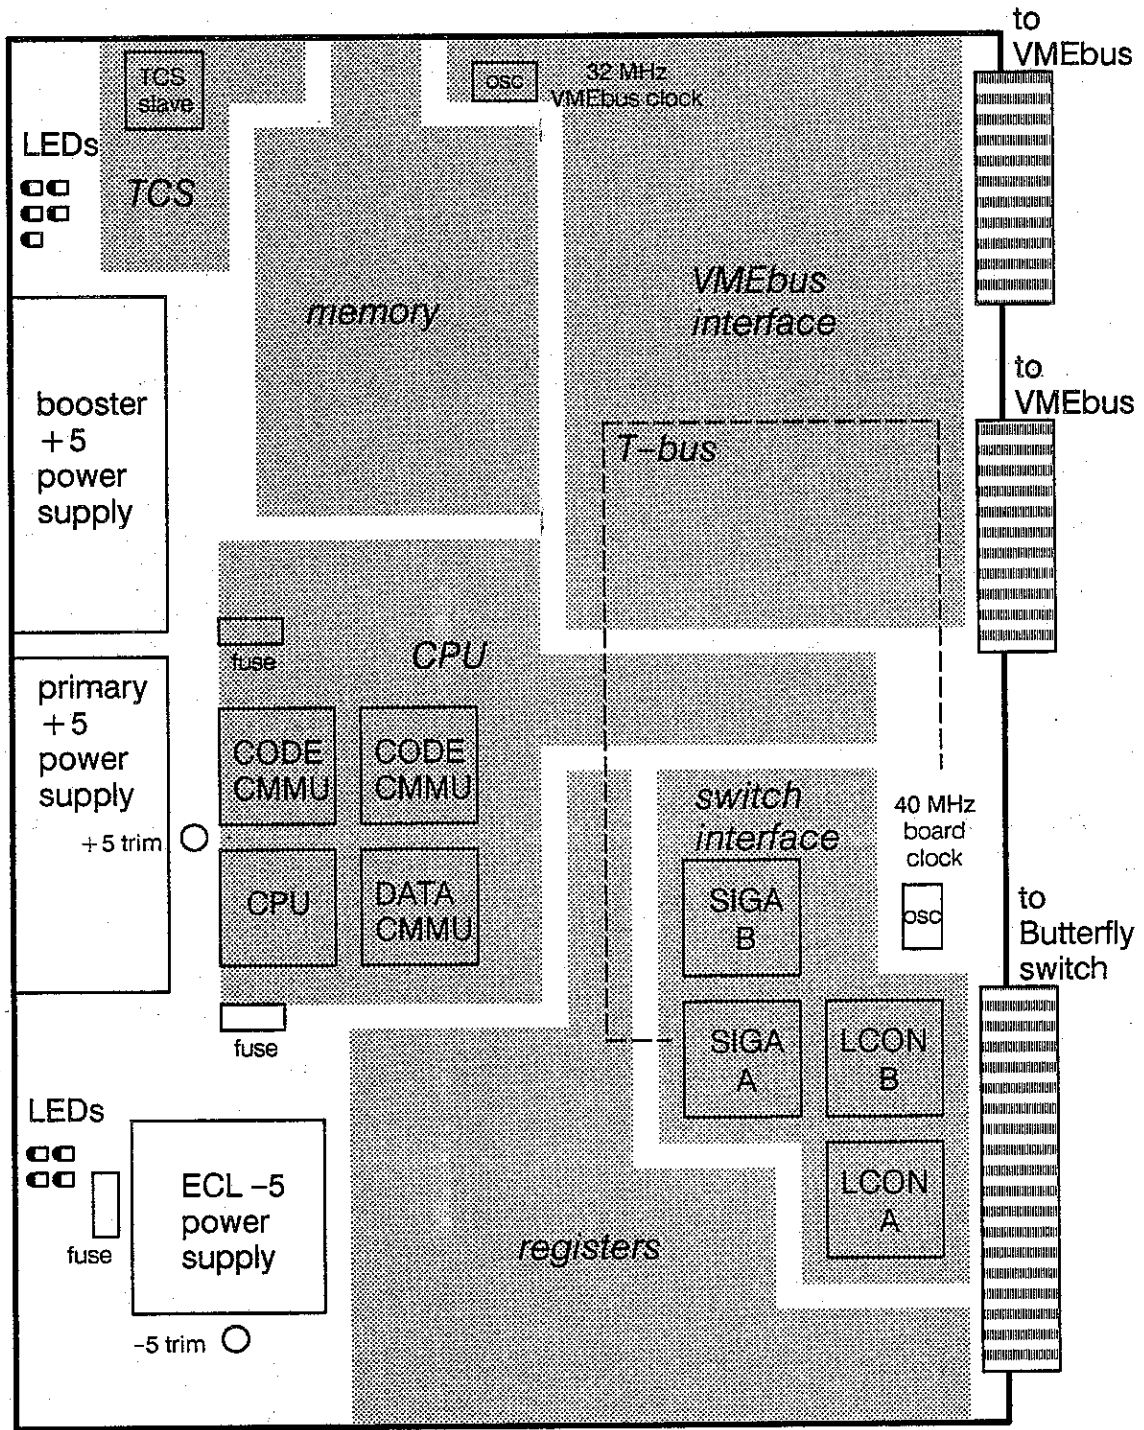 to
VMEbus
TCS
slave
osc
32 MHz
VMEbus clock
LEDs
TCS
memory
VMEbus
interface
to
VMEbus
booster
+5
power
supply
T-bus
fuse
CPU
primary
+5
power
supply
+5 trim
CODE
CMMU
CODE
CMMU
CPU
DATA
CMMU
switch
interface
40 MHz
board
clock
osc
SIGA
B
to
Butterfly
switch
fuse
SIGA
A
LCON
B
LEDs
LCON
A
ECL -5
power
supply
fuse
registers
-5 trim